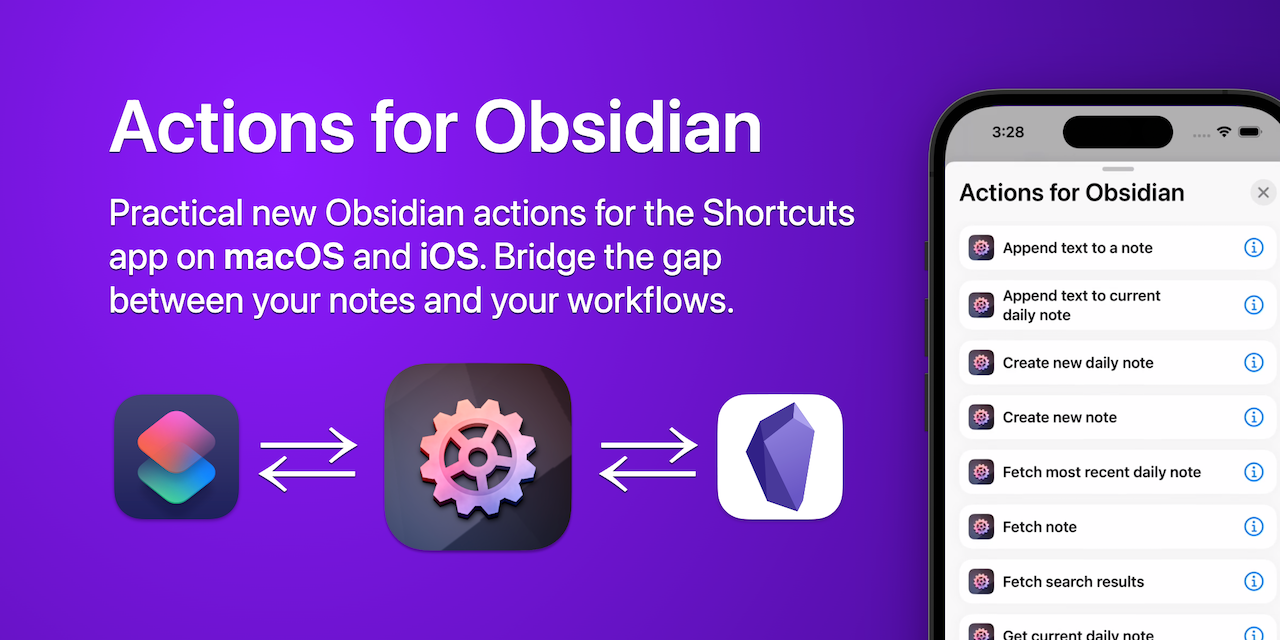 Actions for Obsidian
Practical new Obsidian actions for the Shortcuts
app on macOS and iOS. Bridge the gap
between your notes and your workflows.
3:28
Actions for Obsidian
Append text to a note
Append text to current
daily note
Create new daily note
Create new note
Fetch most recent daily note
Fetch note
Fetch search results
Get current daily note